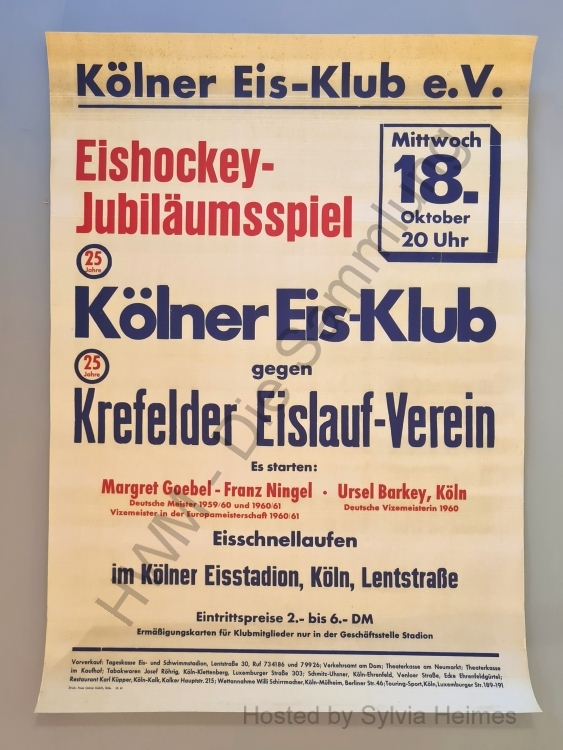 Kölner Eis-Klub e.V.
Eishockey-
Jubiläumsspiel
Mittwoch
18.
Oktober
20 Uhr
25
Jahre
Kölner Eis-Klub
25
Jahre
gegen
Krefelder Eislauf-Verein
Es starten:
Margret Goebel - Franz Ningel · Ursel Barkey, Köln
Deutsche Meister 1959/60 und 1960/61 Deutsche Vizemeisterin 1960
Vizemeister in der Europameisterschaft 1960/61
Eisschnellaufen
im Kölner Eisstadion, Köln, Lentstraße
Eintrittspreise 2.- bis 6.- DM
Ermäßigungskarten für Klubmitglieder nur in der Geschäftsstelle Stadion
Vorverkauf: Tageskasse Eis- und Schwimmstadion, Lentstraße 30, Ruf 734186 und 79926; Verkehrsamt am Dom; Theaterkasse am Neumarkt; Theaterkasse
im Kaufhof; Tabakwaren Josef Röhrig, Köln-Klettenberg, Luxemburger Straße 303; Schmitz-Uhsner, Köln-Ehrenfeld, Venloer Straße, Ecke Ehrenfeldgürtel;
Restaurant Karl Küpper, Köln-Kalk, Kalker Hauptstr. 215; Wettannahme Willi Schirrmacher, Köln-Mülheim, Berliner Str. 46; Touring-Sport, Köln, Luxemburger Str. 189-191
HWM - Die Sammlung
Hosted by Sylvia Heimes